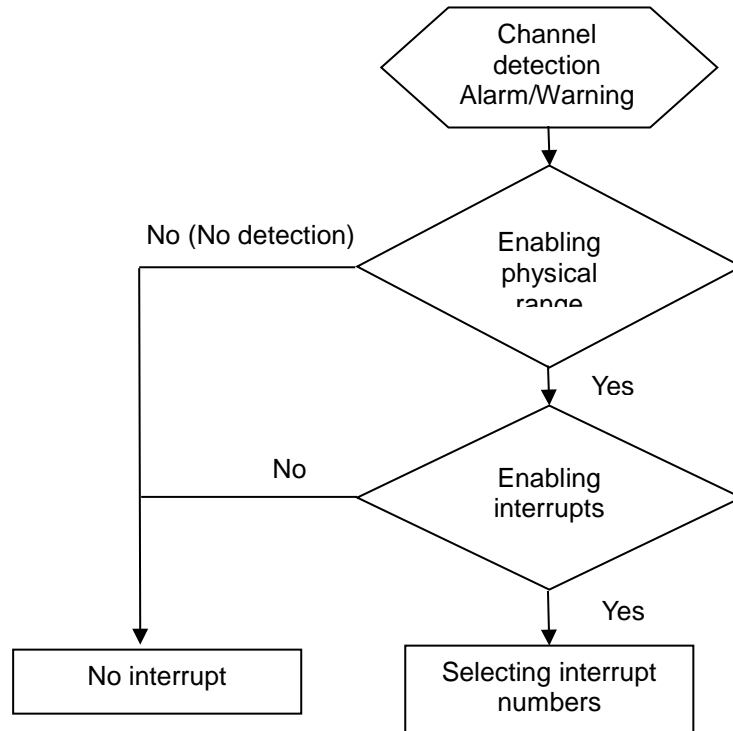 Channel
detection
Alarm/Warning
No (No detection)
Enabling
physical
range
Yes
No
Enabling
interrupts
Yes
No interrupt
Selecting interrupt
numbers